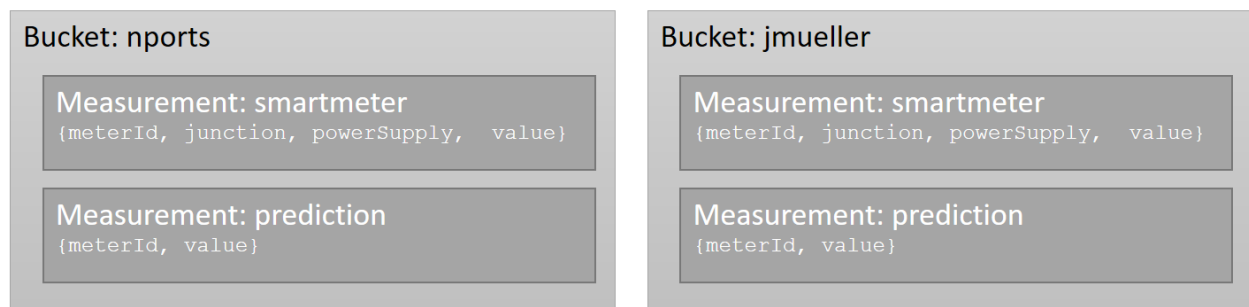 Bucket: nports
Measurement: smartmeter
{meterId, junction, powerSupply,  value}
Measurement: prediction
{meterId, value}
Bucket: jmueller
Measurement: smartmeter
{meterId, junction, powerSupply,  value}
Measurement: prediction
{meterId, value}